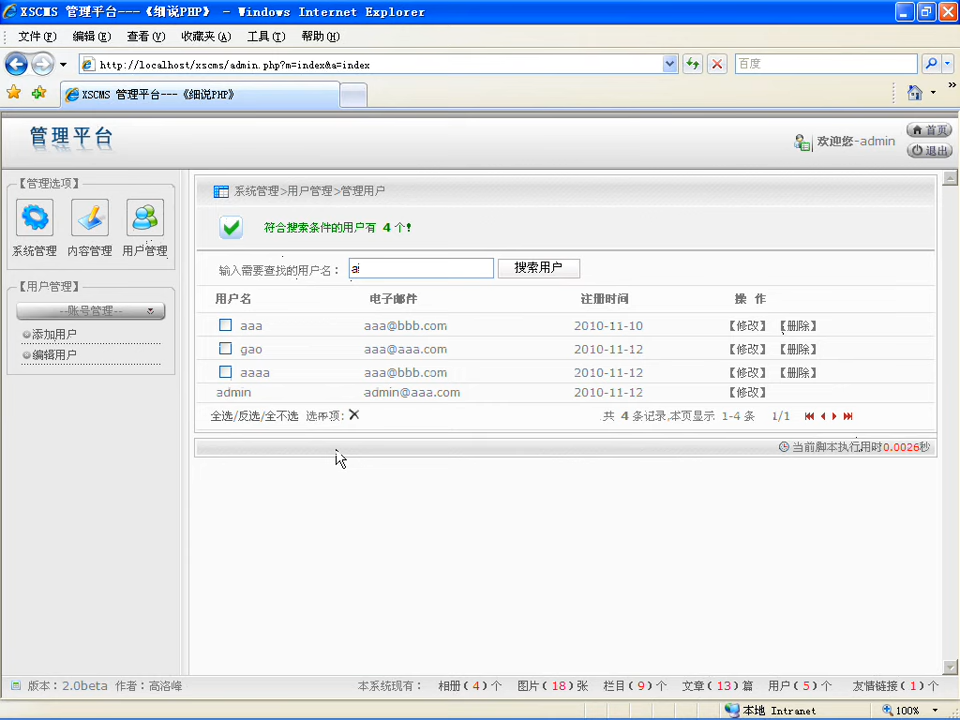 XSCMS 管理平台---《细说PHP》 - Windows Internet Explorer
文件(F) 编辑(E) 查看(V) 收藏夹(A) 工具(T) 帮助(H)
http://localhost/xscms/admin.php?m=index&a=index 百度
XSCMS 管理平台---《细说PHP》
管理平台
欢迎您-admin
首页
退出
【管理选项】
系统管理 内容管理 用户管理
【用户管理】
--账号管理--
添加用户
编辑用户
系统管理>用户管理>管理用户
符合搜索条件的用户有 4 个!
输入需要查找的用户名: a 搜索用户
用户名 电子邮件 注册时间 操 作
aaa aaa@bbb.com 2010-11-10 【修改】 【删除】
gao aaa@aaa.com 2010-11-12 【修改】 【删除】
aaaa aaa@bbb.com 2010-11-12 【修改】 【删除】
admin admin@aaa.com 2010-11-12 【修改】
全选/反选/全不选 选中项: 共 4 条记录,本页显示 1-4 条 1/1
当前脚本执行用时0.0026秒
版本:2.0beta 作者:高洛峰 本系统现有: 相册(4)个 图片(18)张 栏目(9)个 文章(13)篇 用户(5)个 友情链接(1)个
本地 Intranet 100%